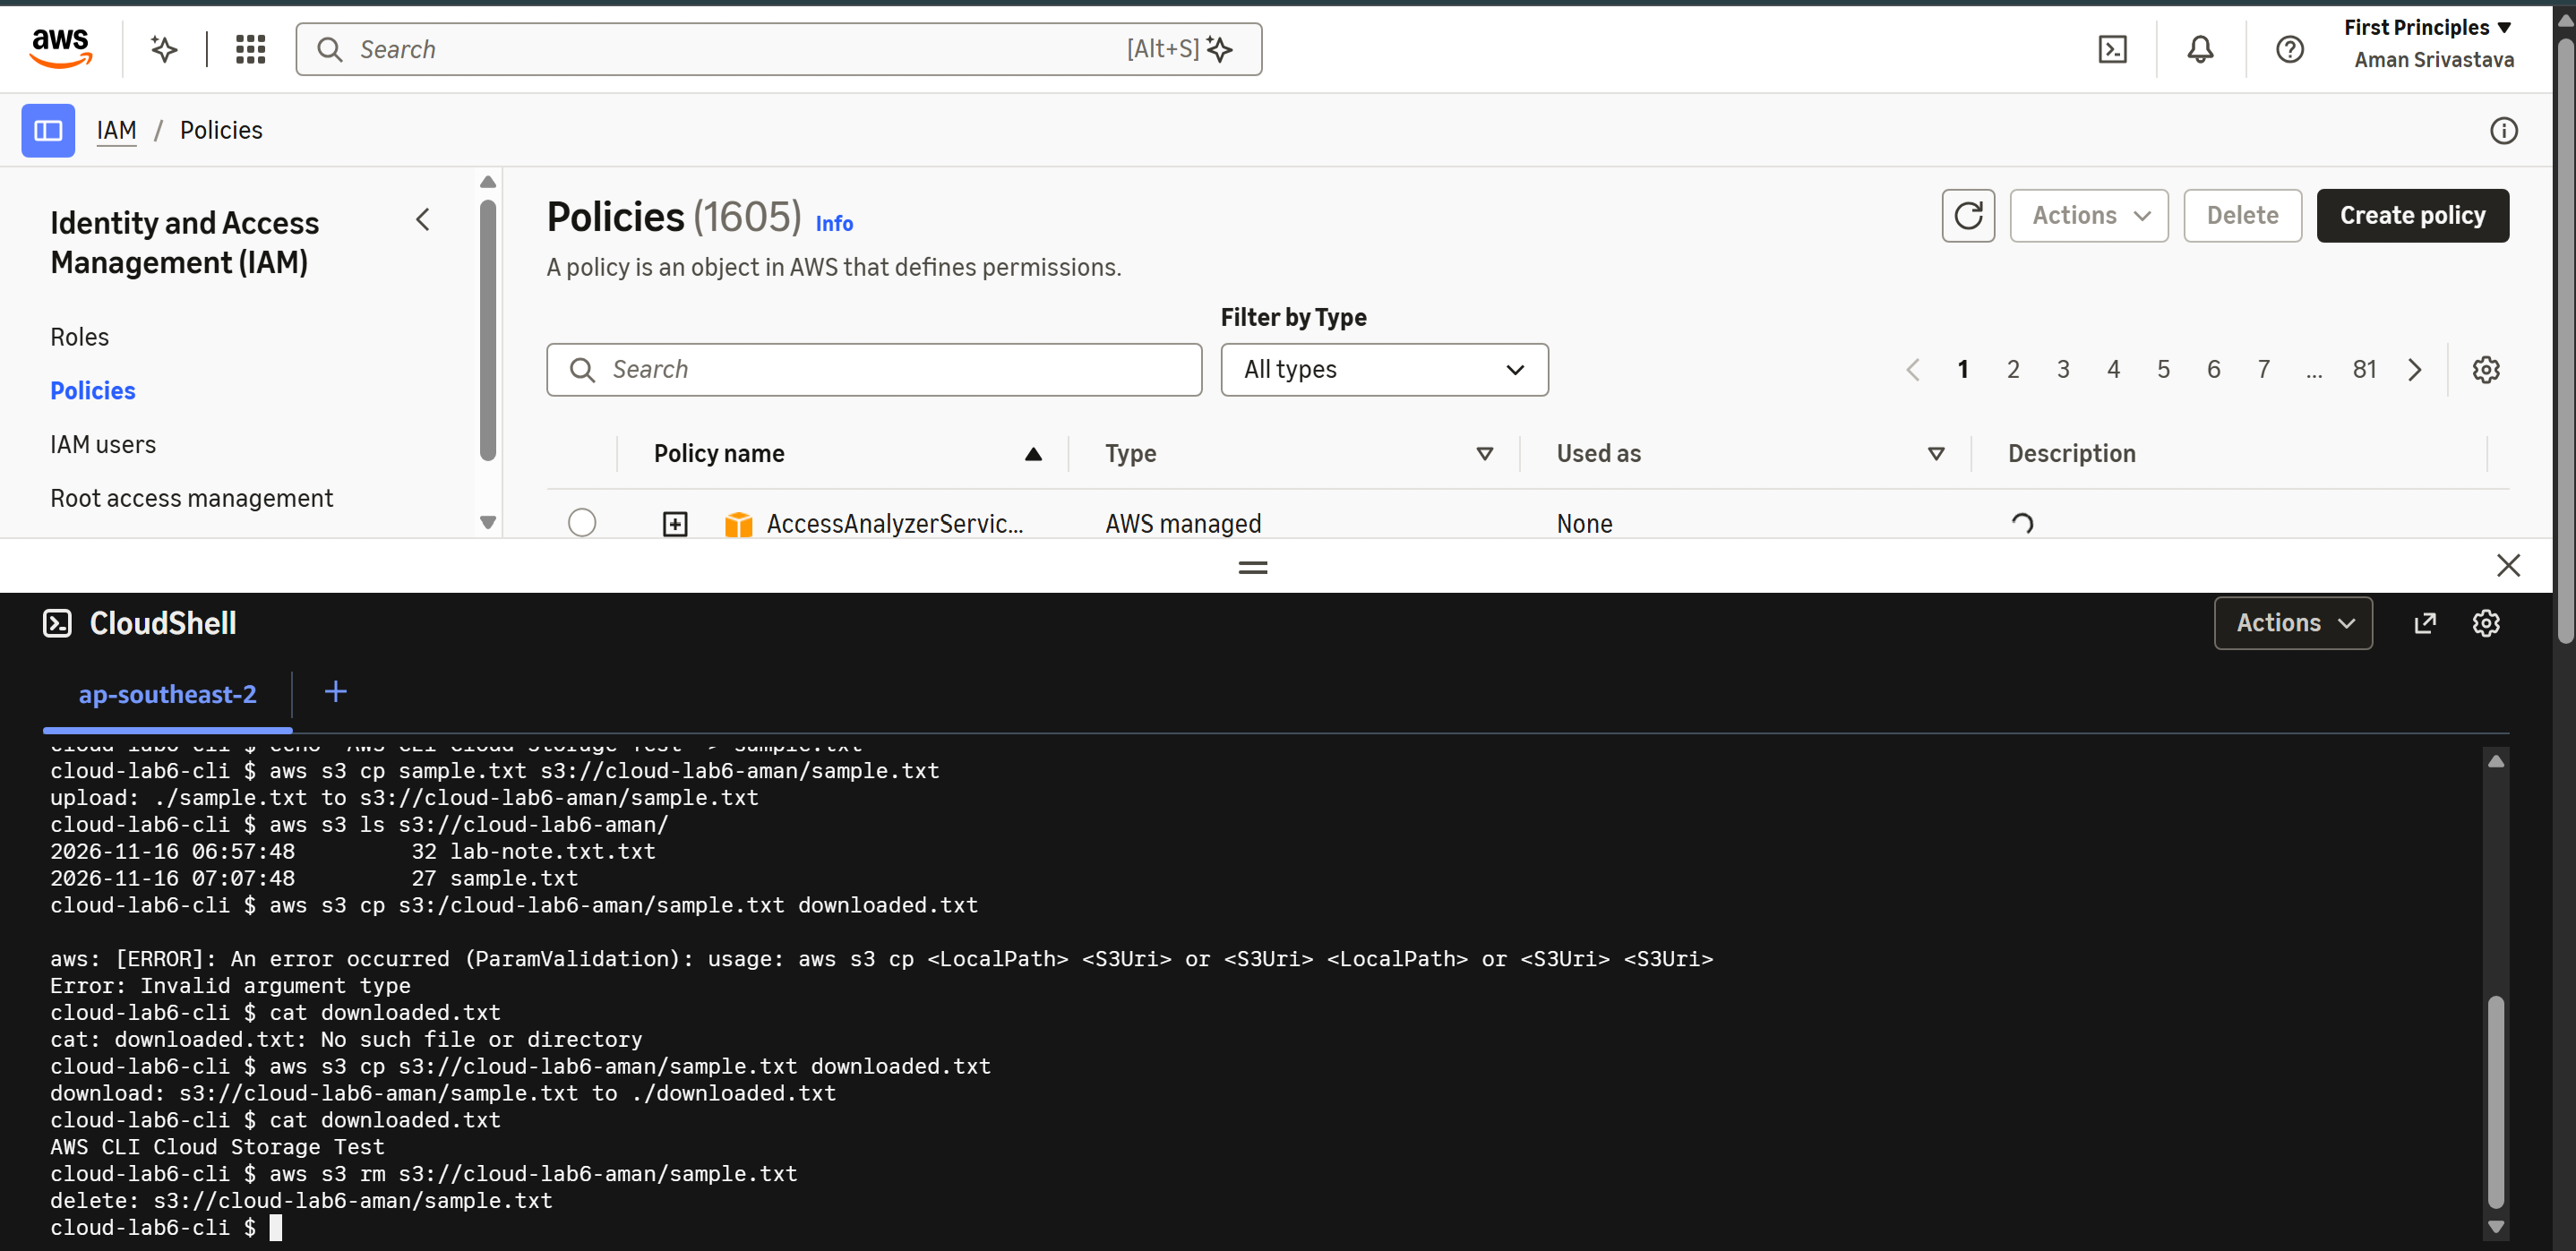 aws
Search [Alt+S]
First Principles
Aman Srivastava
IAM / Policies
Identity and Access
Management (IAM)
Roles
Policies
IAM users
Root access management
Policies (1605) Info
Actions
Delete
Create policy
A policy is an object in AWS that defines permissions.
Filter by Type
Search
All types
1 2 3 4 5 6 7 ... 81
Policy name Type Used as Description
AccessAnalyzerServic... AWS managed None
CloudShell
Actions
ap-southeast-2
cloud-lab6-cli $ echo "AWS CLI Cloud Storage Test" > sample.txt
cloud-lab6-cli $ aws s3 cp sample.txt s3://cloud-lab6-aman/sample.txt
upload: ./sample.txt to s3://cloud-lab6-aman/sample.txt
cloud-lab6-cli $ aws s3 ls s3://cloud-lab6-aman/
2026-11-16 06:57:48         32 lab-note.txt.txt
2026-11-16 07:07:48         27 sample.txt
cloud-lab6-cli $ aws s3 cp s3:/cloud-lab6-aman/sample.txt downloaded.txt
aws: [ERROR]: An error occurred (ParamValidation): usage: aws s3 cp <LocalPath> <S3Uri> or <S3Uri> <LocalPath> or <S3Uri> <S3Uri>
Error: Invalid argument type
cloud-lab6-cli $ cat downloaded.txt
cat: downloaded.txt: No such file or directory
cloud-lab6-cli $ aws s3 cp s3://cloud-lab6-aman/sample.txt downloaded.txt
download: s3://cloud-lab6-aman/sample.txt to ./downloaded.txt
cloud-lab6-cli $ cat downloaded.txt
AWS CLI Cloud Storage Test
cloud-lab6-cli $ aws s3 rm s3://cloud-lab6-aman/sample.txt
delete: s3://cloud-lab6-aman/sample.txt
cloud-lab6-cli $